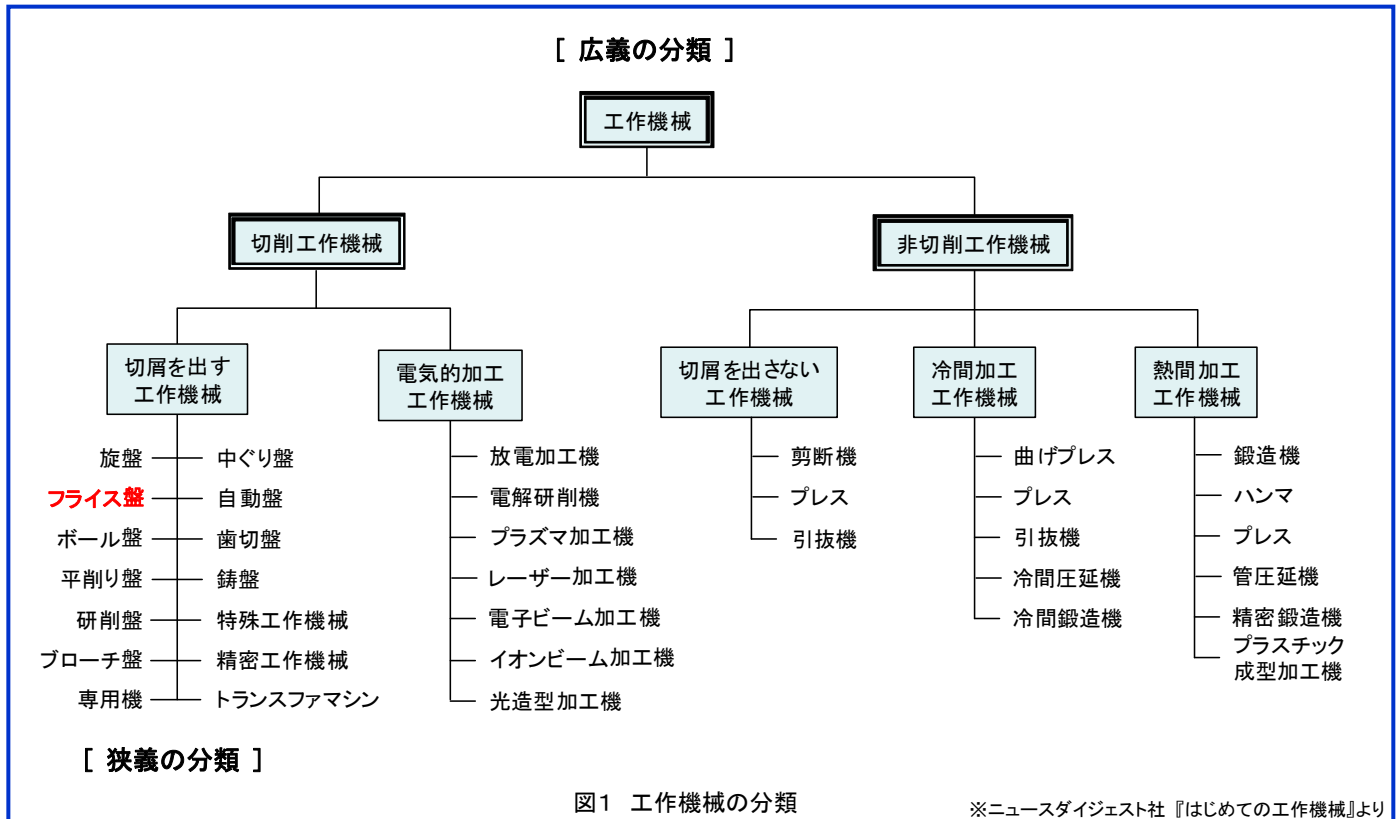 [ 広義の分類 ]
工作機械
切削工作機械
非切削工作機械
切屑を出す
工作機械
電気的加工
工作機械
切屑を出さない
工作機械
冷間加工
工作機械
熱間加工
工作機械
旋盤
フライス盤
ボール盤
平削り盤
研削盤
ブローチ盤
専用機
中ぐり盤
自動盤
歯切盤
鋳盤
特殊工作機械
精密工作機械
トランスファマシン
放電加工機
電解研削機
プラズマ加工機
レーザー加工機
電子ビーム加工機
イオンビーム加工機
光造型加工機
剪断機
プレス
引抜機
曲げプレス
プレス
引抜機
冷間圧延機
冷間鍛造機
鍛造機
ハンマ
プレス
管圧延機
精密鍛造機
プラスチック
成型加工機
[ 狭義の分類 ]
図1 工作機械の分類
※ニュースダイジェスト社 『はじめての工作機械』より